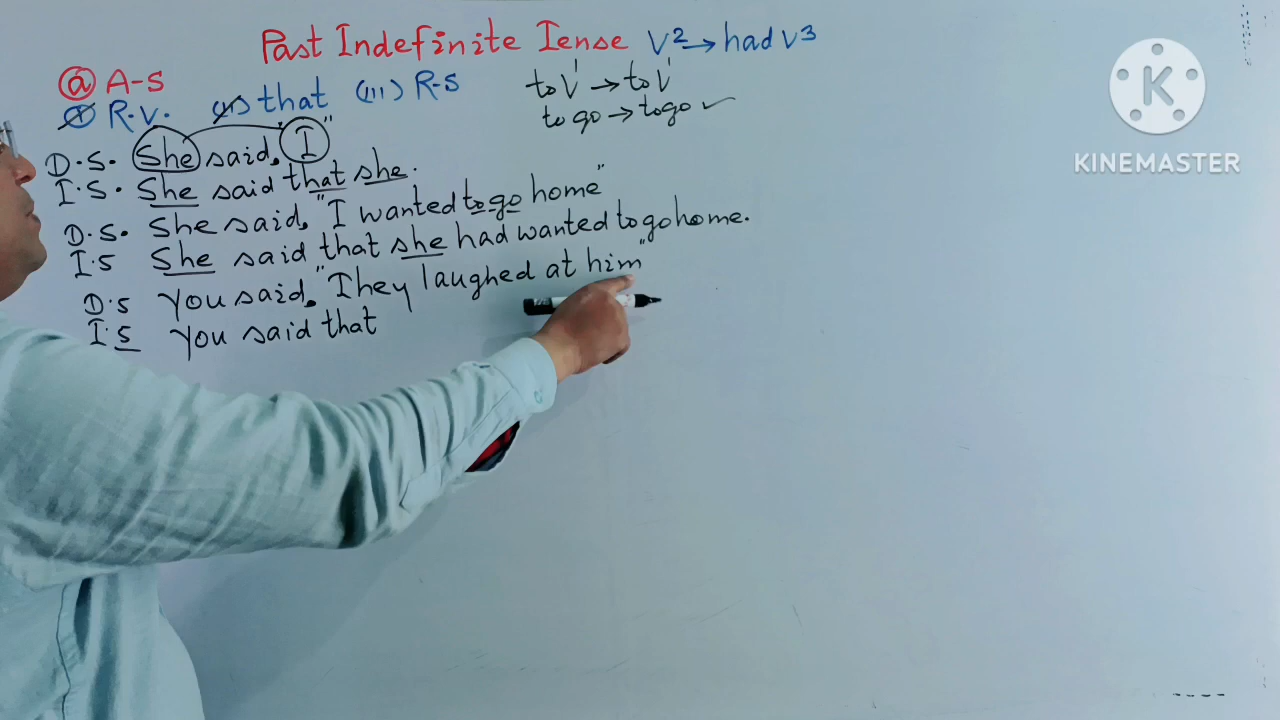 Past Indefinite Tense V2→had V3
ⓐ A-S
R.V. (ii) that (iii) R-S
to V1 → to V1
to go → to go ✓
D.S. She said, "I"
I.S. She said that she.
D.S. She said, "I wanted to go home"
I.S She said that she had wanted to go home.
D.S You said, "They laughed at him"
I.S You said that
K
KINEMASTER